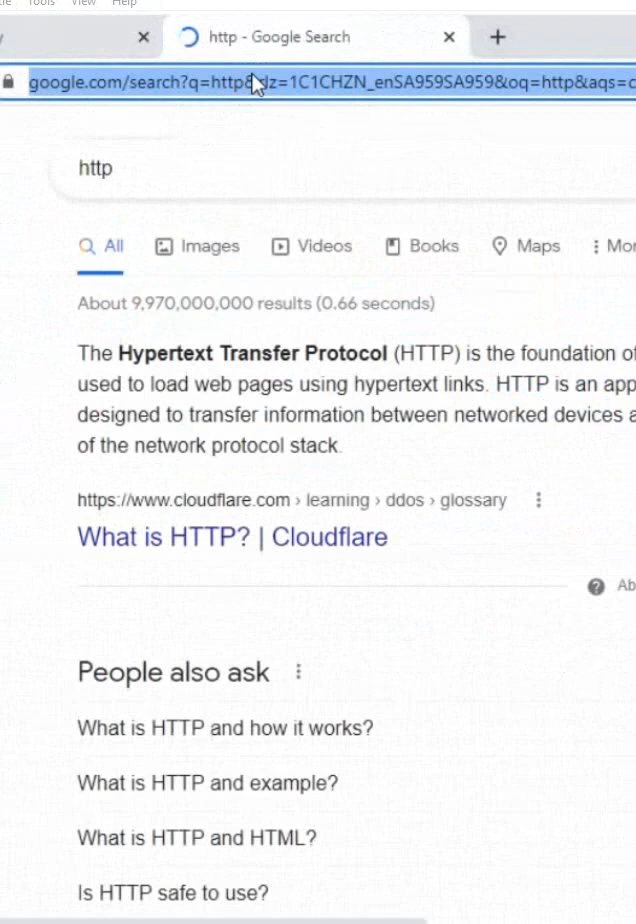 Tools View Help
http - Google Search
google.com/search?q=http&rlz=1C1CHZN_enSA959SA959&oq=http&aqs=c
http
All Images Videos Books Maps
About 9,970,000,000 results (0.66 seconds)
The Hypertext Transfer Protocol (HTTP) is the foundation of
used to load web pages using hypertext links. HTTP is an app
designed to transfer information between networked devices a
of the network protocol stack.
https://www.cloudflare.com › learning › ddos › glossary
What is HTTP? | Cloudflare
People also ask
What is HTTP and how it works?
What is HTTP and example?
What is HTTP and HTML?
Is HTTP safe to use?